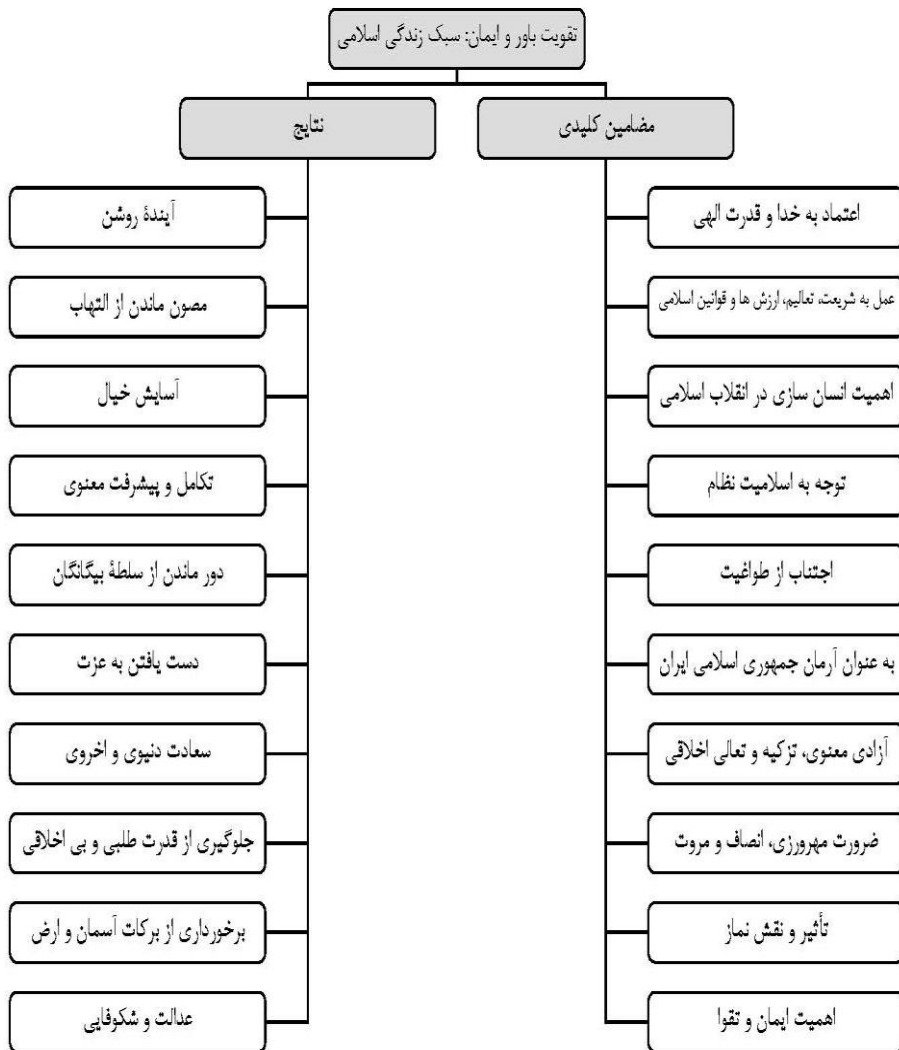 تقویت باور و ایمان: سبک زندگی اسلامی
مضامین کلیدی
اعتماد به خدا و قدرت الهی
عمل به شریعت، تعالیم، ارزش ها و قوانین اسلامی
اهمیت انسان سازی در انقلاب اسلامی
توجه به اسلامیت نظام
اجتناب از طواغیت
به عنوان آرمان جمهوری اسلامی ایران
آزادی معنوی، تزکیه و تعالی اخلاقی
ضرورت مهرورزی، انصاف و مروت
تأثیر و نقش نماز
اهمیت ایمان و تقوا
نتایج
آیندۀ روشن
مصون ماندن از التهاب
آسایش خیال
تکامل و پیشرفت معنوی
دور ماندن از سلطۀ بیگانگان
دست یافتن به عزت
سعادت دنیوی و اخروی
جلوگیری از قدرت طلبی و بی اخلاقی
برخورداری از برکات آسمان و ارض
عدالت و شکوفایی